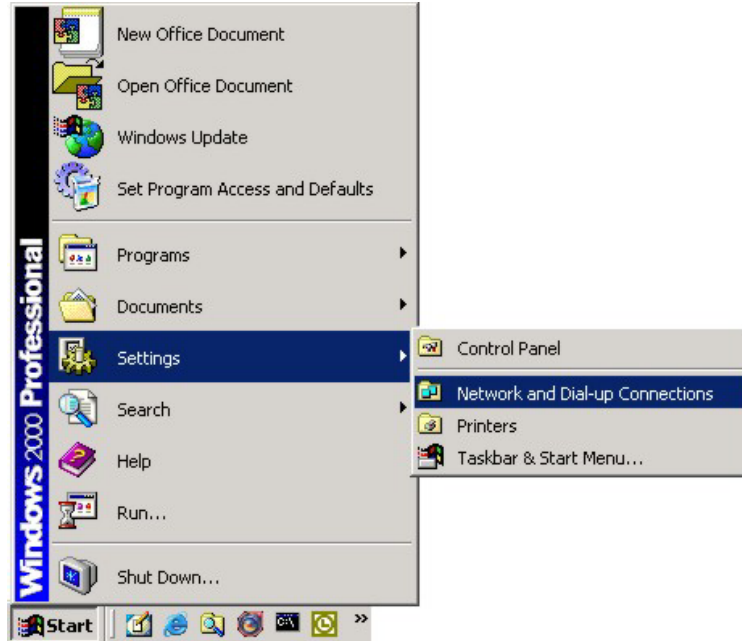 New Office Document
Open Office Document
Windows Update
Set Program Access and Defaults
Programs
Documents
Settings
Search
Help
Run...
Shut Down...
Control Panel
Network and Dial-up Connections
Printers
Taskbar & Start Menu...
Windows 2000 Professional
Start
C:\
»